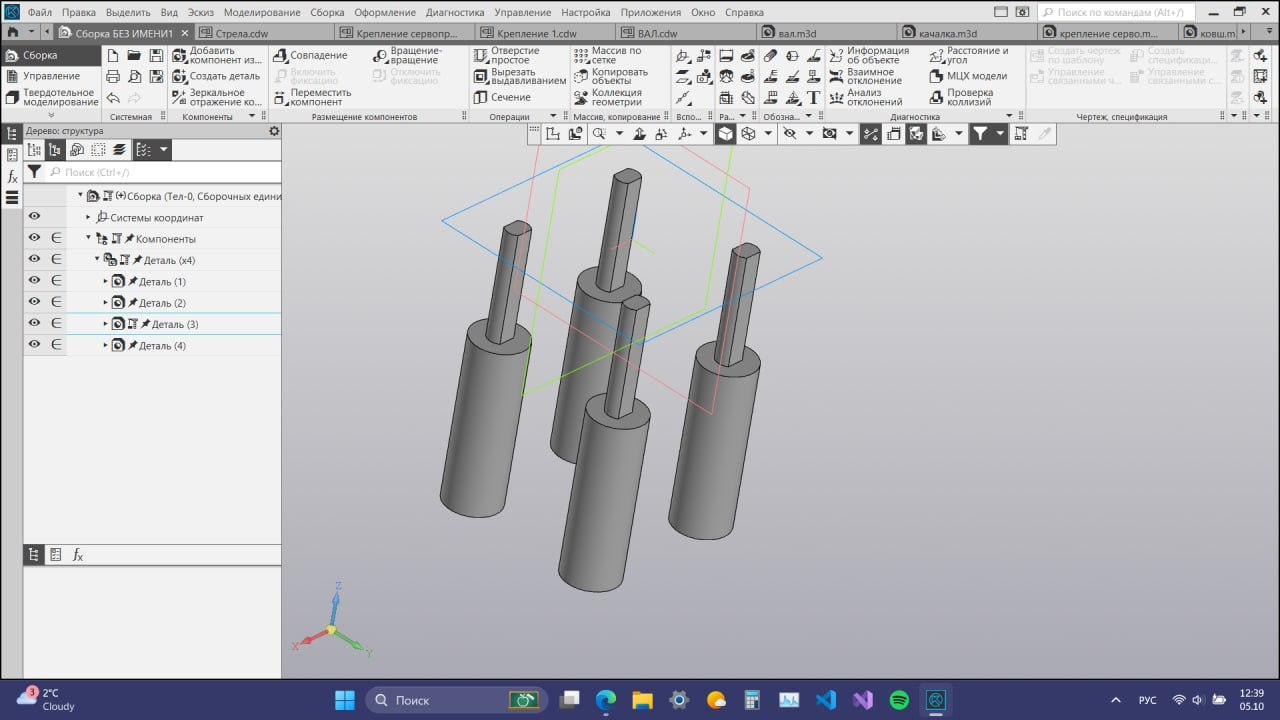 Файл Правка Выделить Вид Эскиз Моделирование Сборка Оформление Диагностика Управление Настройка Приложения Окно Справка
Поиск по командам (Alt+/)
Сборка БЕЗ ИМЕНИ1
Стрела.cdw
Крепление сервопр...
Крепление 1.cdw
ВАЛ.cdw
вал.m3d
качалка.m3d
крепление серво.m...
ковш.m
Сборка
Управление
Твердотельное
моделирование
Системная
Добавить
компонент из...
Создать деталь
Зеркальное
отражение ко...
Компоненты
Совпадение
Включить
фиксацию
Переместить
компонент
Вращение-
вращение
Отключить
фиксацию
Размещение компонентов
Отверстие
простое
Вырезать
выдавливанием
Сечение
Операции
Массив по
сетке
Копировать
объекты
Коллекция
геометрии
Массив, копирование
Вспо...
Ра...
Обозна...
Информация
об объекте
Взаимное
отклонение
Анализ
отклонений
Расстояние и
угол
МЦХ модели
Проверка
коллизий
Диагностика
Создать чертеж
по шаблону
Управление
связанными ч...
Создать
спецификаци...
Управление
связанными с...
Чертеж, спецификация
Дерево: структура
Поиск (Ctrl+/)
(+)Сборка (Тел-0, Сборочных едини
Системы координат
Компоненты
Деталь (x4)
Деталь (1)
Деталь (2)
Деталь (3)
Деталь (4)
fx
Z
X
Y
3
2°C
Cloudy
Поиск
РУС
12:39
05.10